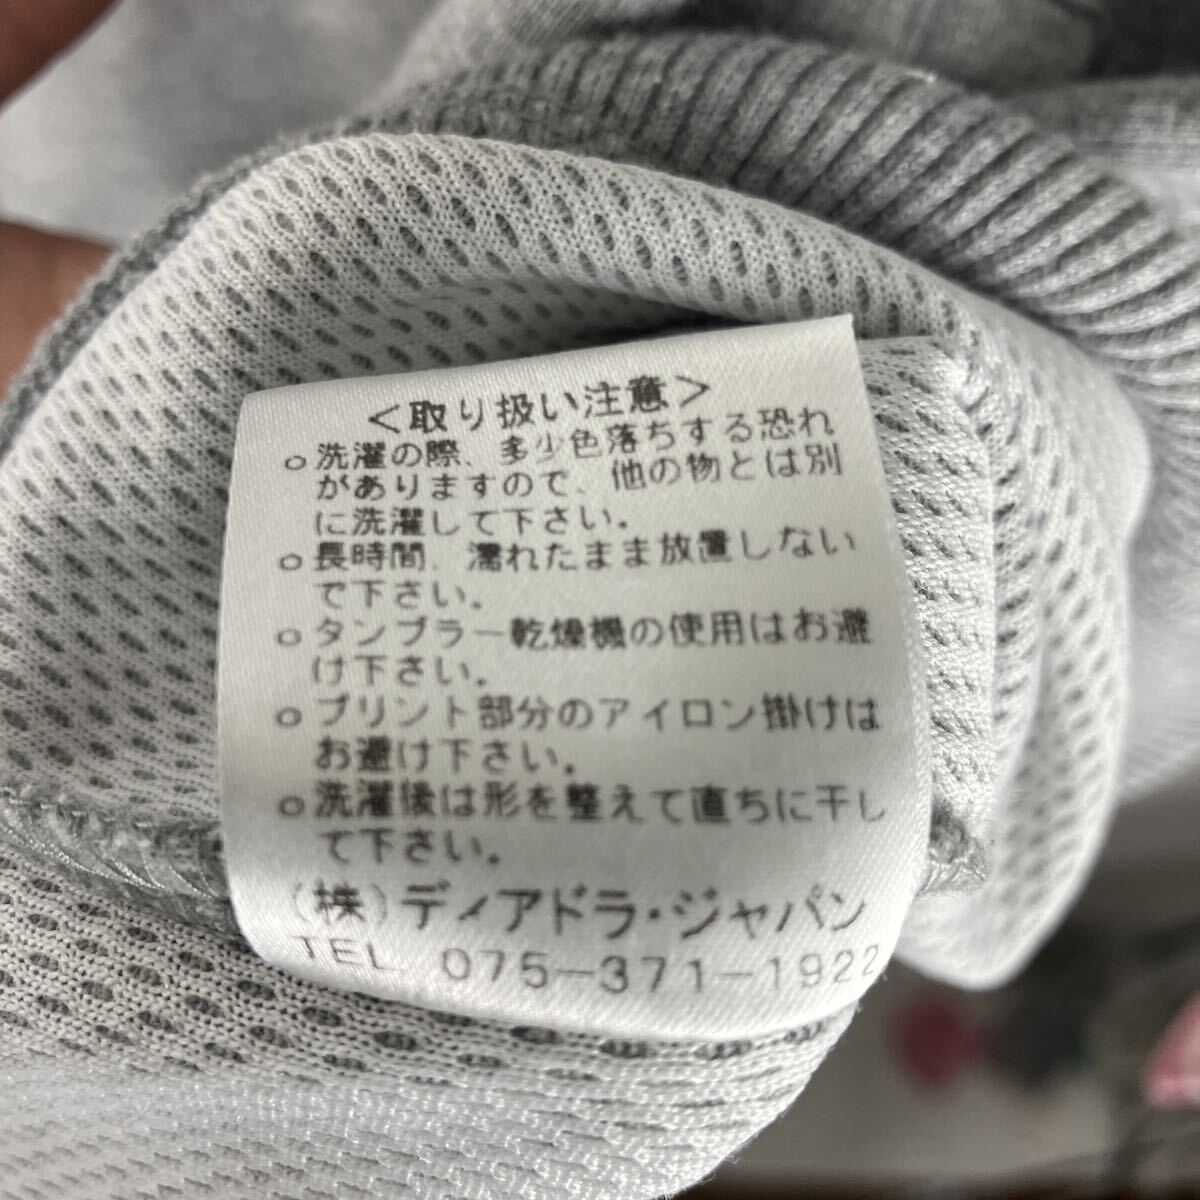 <取り扱い注意>
○洗濯の際、多少色落ちする恐れ
がありますので、他の物とは別
に洗濯して下さい。
○長時間、濡れたまま放置しない
で下さい。
○タンブラー乾燥機の使用はお避
け下さい。
○プリント部分のアイロン掛けは
お避け下さい。
○洗濯後は形を整えて直ちに干し
て下さい。
(株)ディアドラ・ジャパン
TEL 075-371-1922